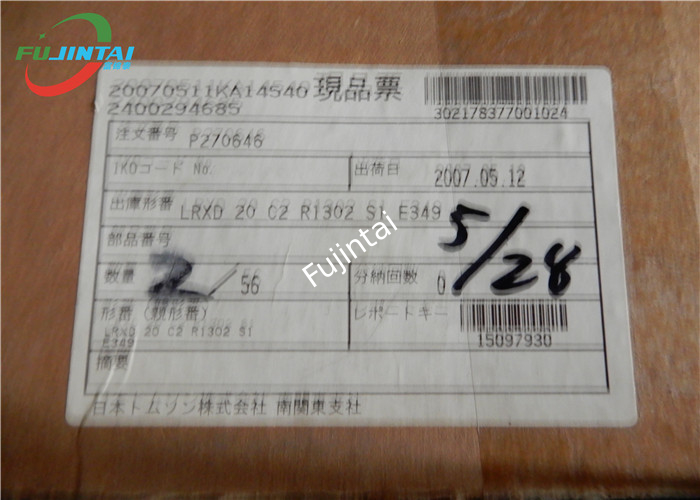 FUJINTAI
20070511KA14540 現品票
2400294685
302178377001024
注文番号 P270646
IKOコード No. 出荷日 2007.05.12
出庫形番 LRXD 20 C2 R1302 S1 E349
部品番号
数量 2/56 分納回数 0
5/28
Fujintai
形番 (類形番) レポートキー
LRXD 20 C2 R1302 S1
E349
15097930
摘要
日本トムソン株式会社 南関東支社